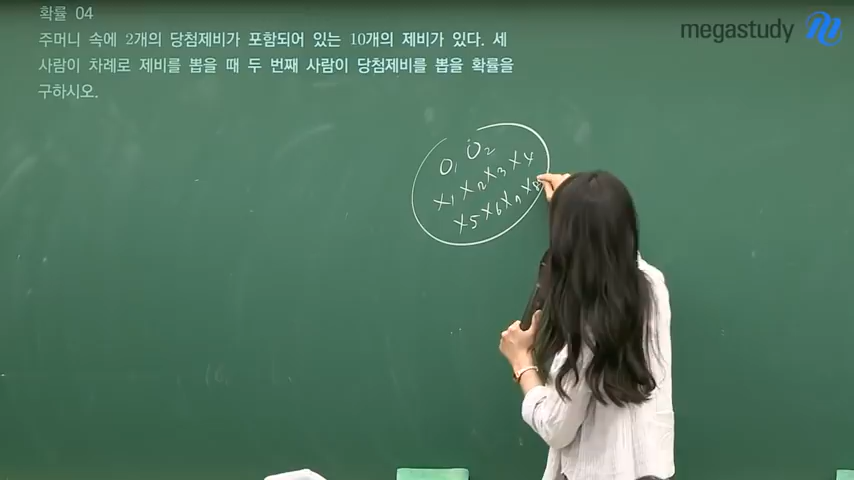 확률 04
megastudy
주머니 속에 2개의 당첨제비가 포함되어 있는 10개의 제비가 있다. 세
사람이 차례로 제비를 뽑을 때 두 번째 사람이 당첨제비를 뽑을 확률을
구하시오.
O₁ O₂
X₁ X₂ X₃ X₄
X₅ X₆ X₇ X₈